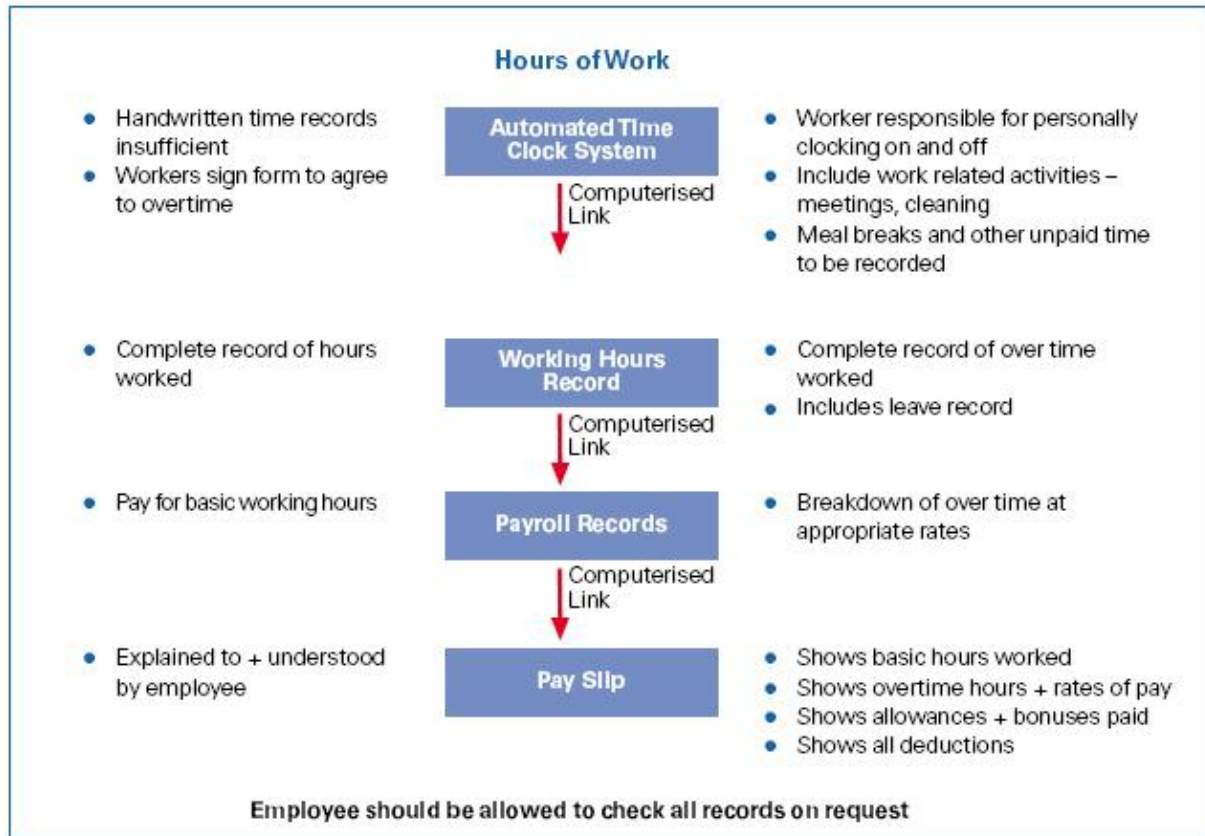 Hours of Work
Handwritten time records
insufficient
Workers sign form to agree
to overtime
Automated Time
Clock System
Computerised
Link
Worker responsible for personally
clocking on and off
Include work related activities –
meetings, cleaning
Meal breaks and other unpaid time
to be recorded
Complete record of hours
worked
Working Hours
Record
Computerised
Link
Complete record of over time
worked
Includes leave record
Pay for basic working hours
Payroll Records
Computerised
Link
Breakdown of over time at
appropriate rates
Explained to + understood
by employee
Pay Slip
Shows basic hours worked
Shows overtime hours + rates of pay
Shows allowances + bonuses paid
Shows all deductions
Employee should be allowed to check all records on request